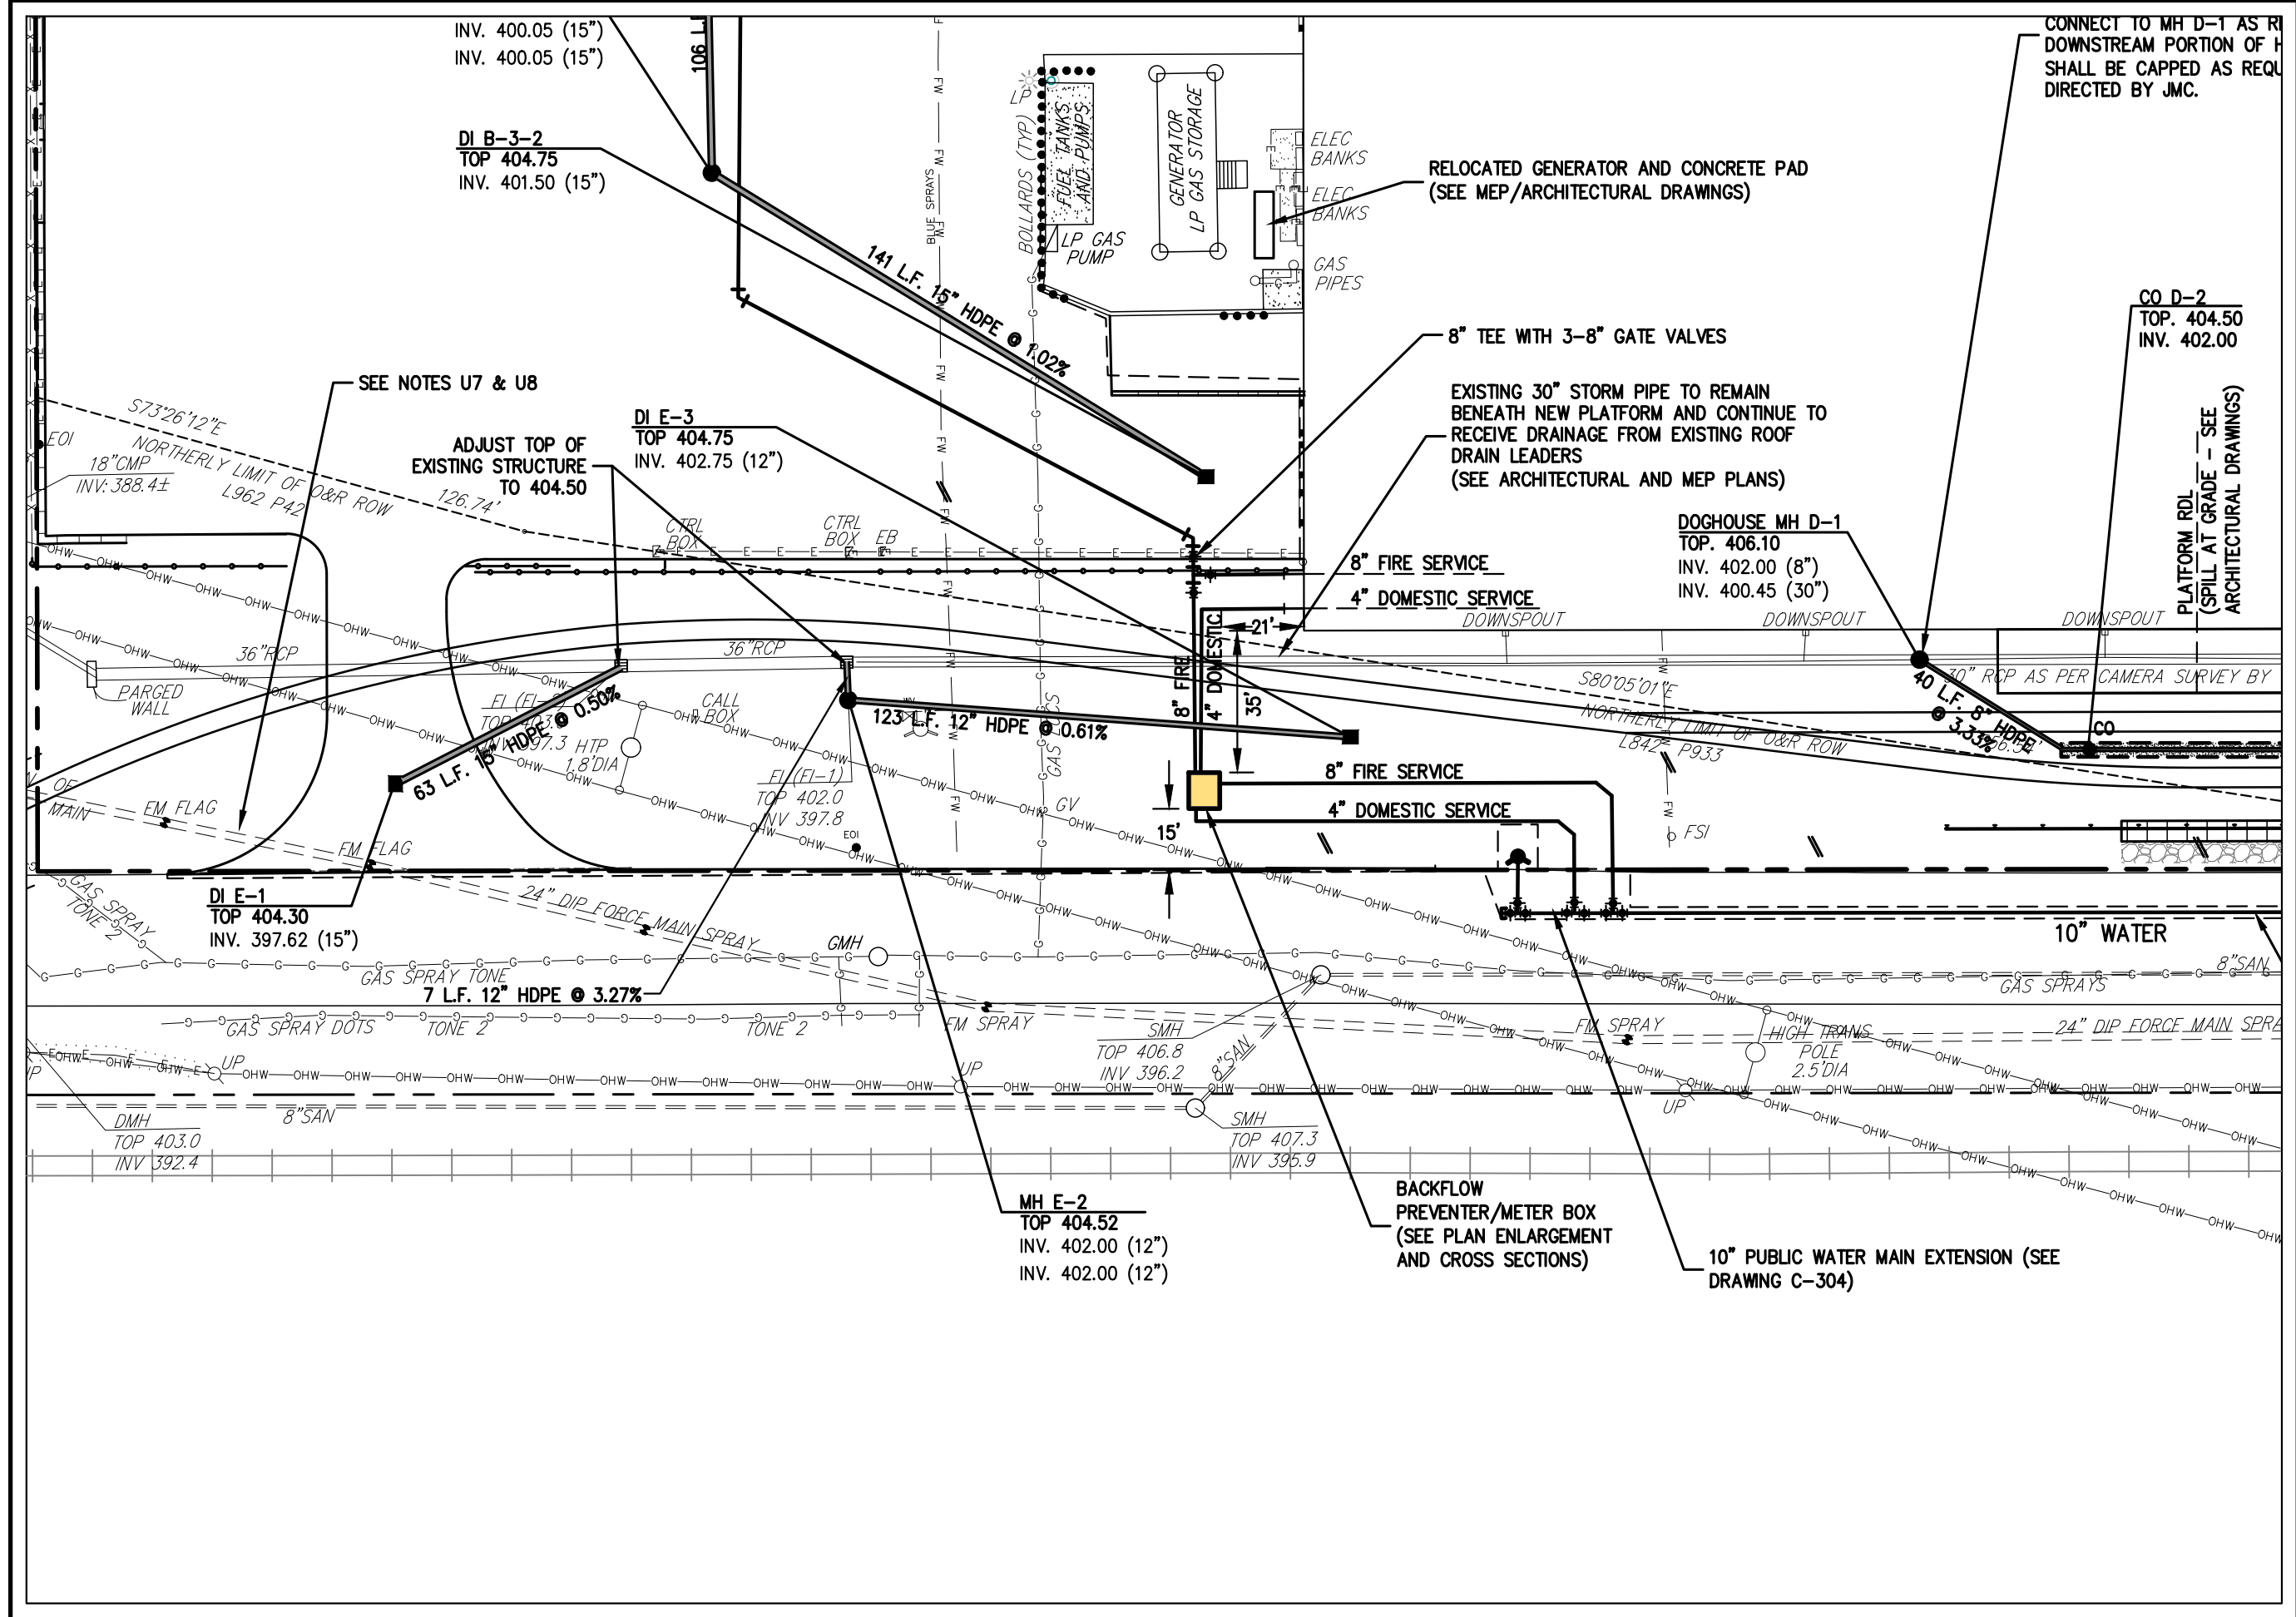 INV. 400.05 (15")
INV. 400.05 (15")
DI B-3-2
TOP 404.75
INV. 401.50 (15")
141 L.F. 15" HDPE @ 1.02%
BLUE SPRAYS
LP
BOLLARDS (TYP)
FUEL TANKS
AND PUMPS
LP GAS
PUMP
GENERATOR
LP GAS STORAGE
ELEC
BANKS
ELEC
BANKS
GAS
PIPES
RELOCATED GENERATOR AND CONCRETE PAD
(SEE MEP/ARCHITECTURAL DRAWINGS)
CONNECT TO MH D-1 AS
DOWNSTREAM PORTION OF
SHALL BE CAPPED AS
DIRECTED BY JMC.
CO D-2
TOP. 404.50
INV. 402.00
8" TEE WITH 3-8" GATE VALVES
EXISTING 30" STORM PIPE TO REMAIN
BENEATH NEW PLATFORM AND CONTINUE TO
RECEIVE DRAINAGE FROM EXISTING ROOF
DRAIN LEADERS
(SEE ARCHITECTURAL AND MEP PLANS)
PLATFORM RDL
(SPILL AT GRADE - SEE
ARCHITECTURAL DRAWINGS)
SEE NOTES U7 & U8
S73°26'12"E
NORTHERLY LIMIT OF O&R ROW
L962 P42
126.74'
EOI
18"CMP
INV: 388.4±
ADJUST TOP OF
EXISTING STRUCTURE
TO 404.50
DI E-3
TOP 404.75
INV. 402.75 (12")
CTRL
BOX
CTRL
BOX
EB
DOGHOUSE MH D-1
TOP. 406.10
INV. 402.00 (8")
INV. 400.45 (30")
8" FIRE SERVICE
4" DOMESTIC SERVICE
DOWNSPOUT
DOWNSPOUT
DOWNSPOUT
21'
35'
8" FIRE
4" DOMESTIC
36"RCP
36"RCP
PARGED
WALL
30" RCP AS PER CAMERA SURVEY BY
S80°05'01"E
NORTHERLY LIMIT OF O&R ROW
L842 P933
40 L.F. 8" HDPE
@ 3.33%
CO
CALL
BOX
HTP
1.8'DIA
63 L.F. 15" HDPE @ 0.50%
123 L.F. 12" HDPE @ 0.61%
FI (FI-1)
TOP 402.0
INV 397.8
EOI
GV
8" FIRE SERVICE
4" DOMESTIC SERVICE
15'
FSI
OF
MAIN
FM FLAG
FM FLAG
24" DIP FORCE MAIN SPRAY
DI E-1
TOP 404.30
INV. 397.62 (15")
GAS SPRAY
TONE 2
GMH
GAS SPRAY TONE
7 L.F. 12" HDPE @ 3.27%
10" WATER
8"SAN
GAS SPRAYS
GAS SPRAY DOTS
TONE 2
TONE 2
FM SPRAY
FM SPRAY
SMH
TOP 406.8
INV 396.2
8"SAN
HIGH TRANS
POLE
2.5'DIA
24" DIP FORCE MAIN
UP
UP
UP
8"SAN
DMH
TOP 403.0
INV 392.4
SMH
TOP 407.3
INV 395.9
MH E-2
TOP 404.52
INV. 402.00 (12")
INV. 402.00 (12")
BACKFLOW
PREVENTER/METER BOX
(SEE PLAN ENLARGEMENT
AND CROSS SECTIONS)
10" PUBLIC WATER MAIN EXTENSION (SEE
DRAWING C-304)